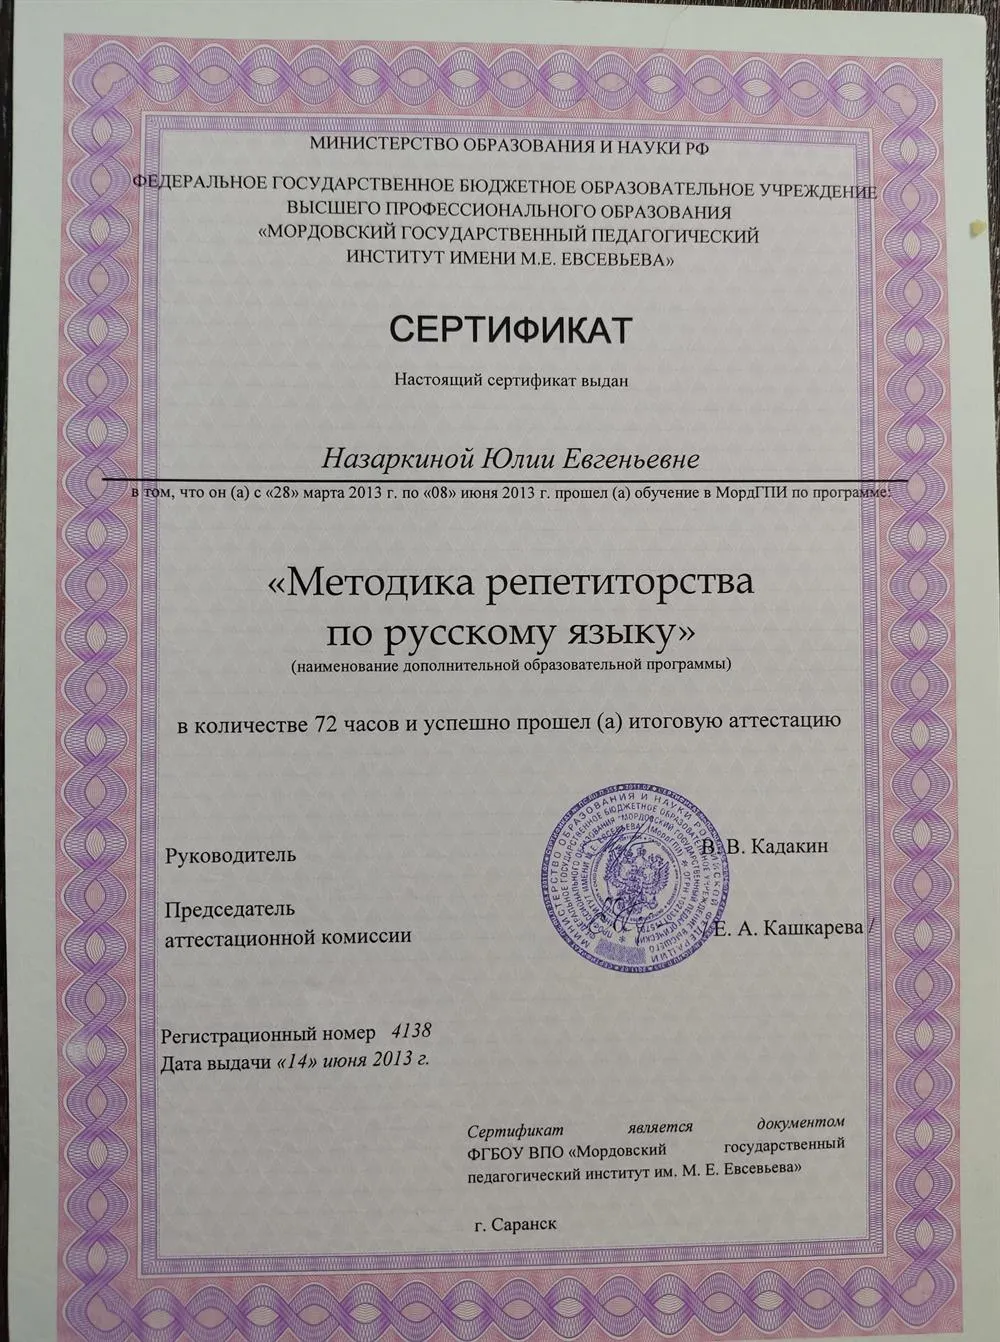 МИНИСТЕРСТВО ОБРАЗОВАНИЯ И НАУКИ РФ
ФЕДЕРАЛЬНОЕ ГОСУДАРСТВЕННОЕ БЮДЖЕТНОЕ ОБРАЗОВАТЕЛЬНОЕ УЧРЕЖДЕНИЕ
ВЫСШЕГО ПРОФЕССИОНАЛЬНОГО ОБРАЗОВАНИЯ
«МОРДОВСКИЙ ГОСУДАРСТВЕННЫЙ ПЕДАГОГИЧЕСКИЙ
ИНСТИТУТ ИМЕНИ М.Е. ЕВСЕВЬЕВА»
СЕРТИФИКАТ
Настоящий сертификат выдан
Назаркиной Юлии Евгеньевне
в том, что он (а) с «28» марта 2013 г. по «08» июня 2013 г. прошел (а) обучение в МордГПИ по программе:
«Методика репетиторства
по русскому языку»
(наименование дополнительной образовательной программы)
в количестве 72 часов и успешно прошел (а) итоговую аттестацию
Руководитель
В. В. Кадакин
Председатель
аттестационной комиссии
/ Е. А. Кашкарева /
Регистрационный номер 4138
Дата выдачи «14» июня 2013 г.
Сертификат является документом
ФГБОУ ВПО «Мордовский государственный
педагогический институт им. М. Е. Евсевьева»
г. Саранск